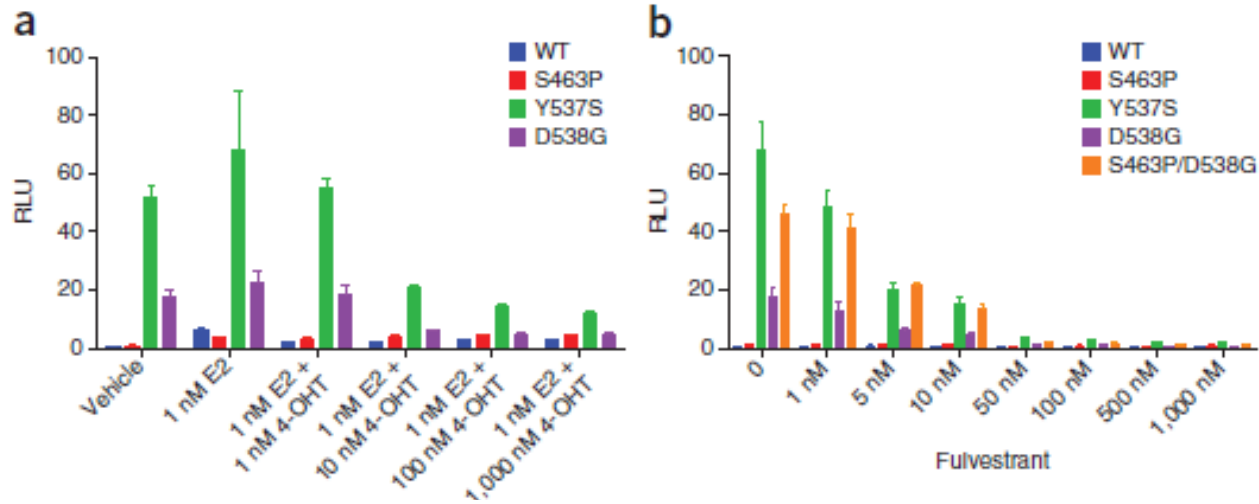 a
WT
S463P
Y537S
D538G
RLU
100
80
60
40
20
0
Vehicle
1 nM E2
1 nM E2 +
1 nM 4-OHT
1 nM E2 +
10 nM 4-OHT
1 nM E2 +
100 nM 4-OHT
1 nM E2 +
1,000 nM 4-OHT
b
WT
S463P
Y537S
D538G
S463P/D538G
RLU
100
80
60
40
20
0
0
1 nM
5 nM
10 nM
50 nM
100 nM
500 nM
1,000 nM
Fulvestrant